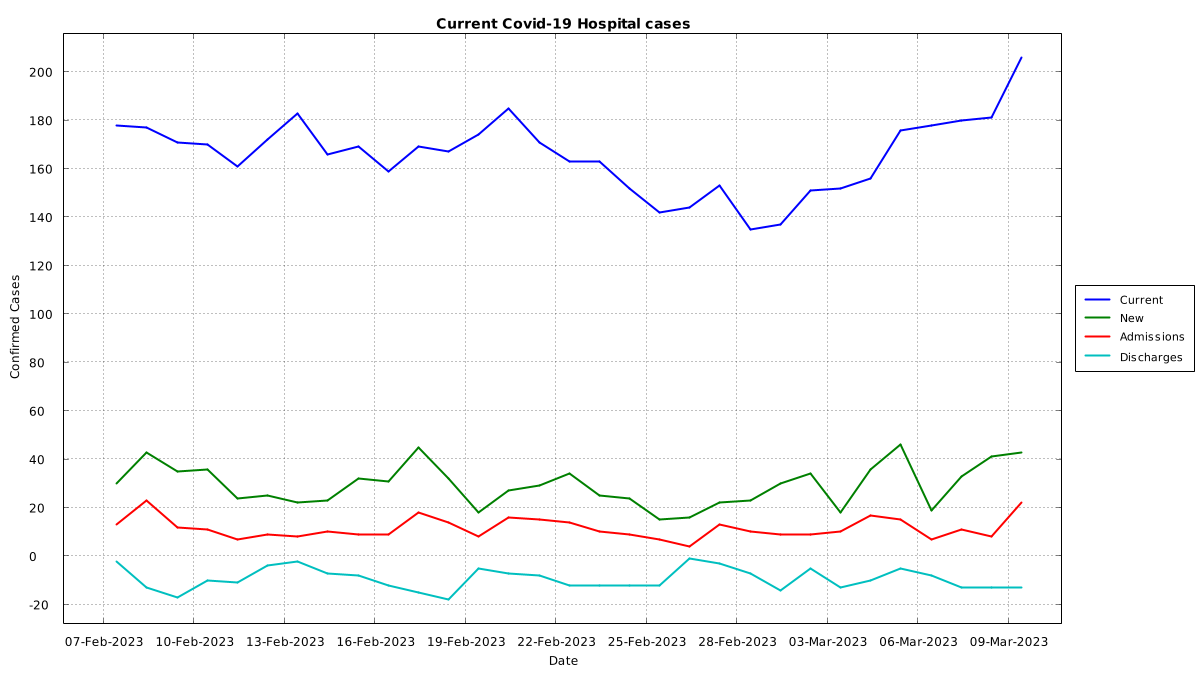 Current Covid-19 Hospital cases
200
180
160
140
120
100
80
60
40
20
0
-20
Confirmed Cases
07-Feb-2023 10-Feb-2023 13-Feb-2023 16-Feb-2023 19-Feb-2023 22-Feb-2023 25-Feb-2023 28-Feb-2023 03-Mar-2023 06-Mar-2023 09-Mar-2023
Date
Current
New
Admissions
Discharges